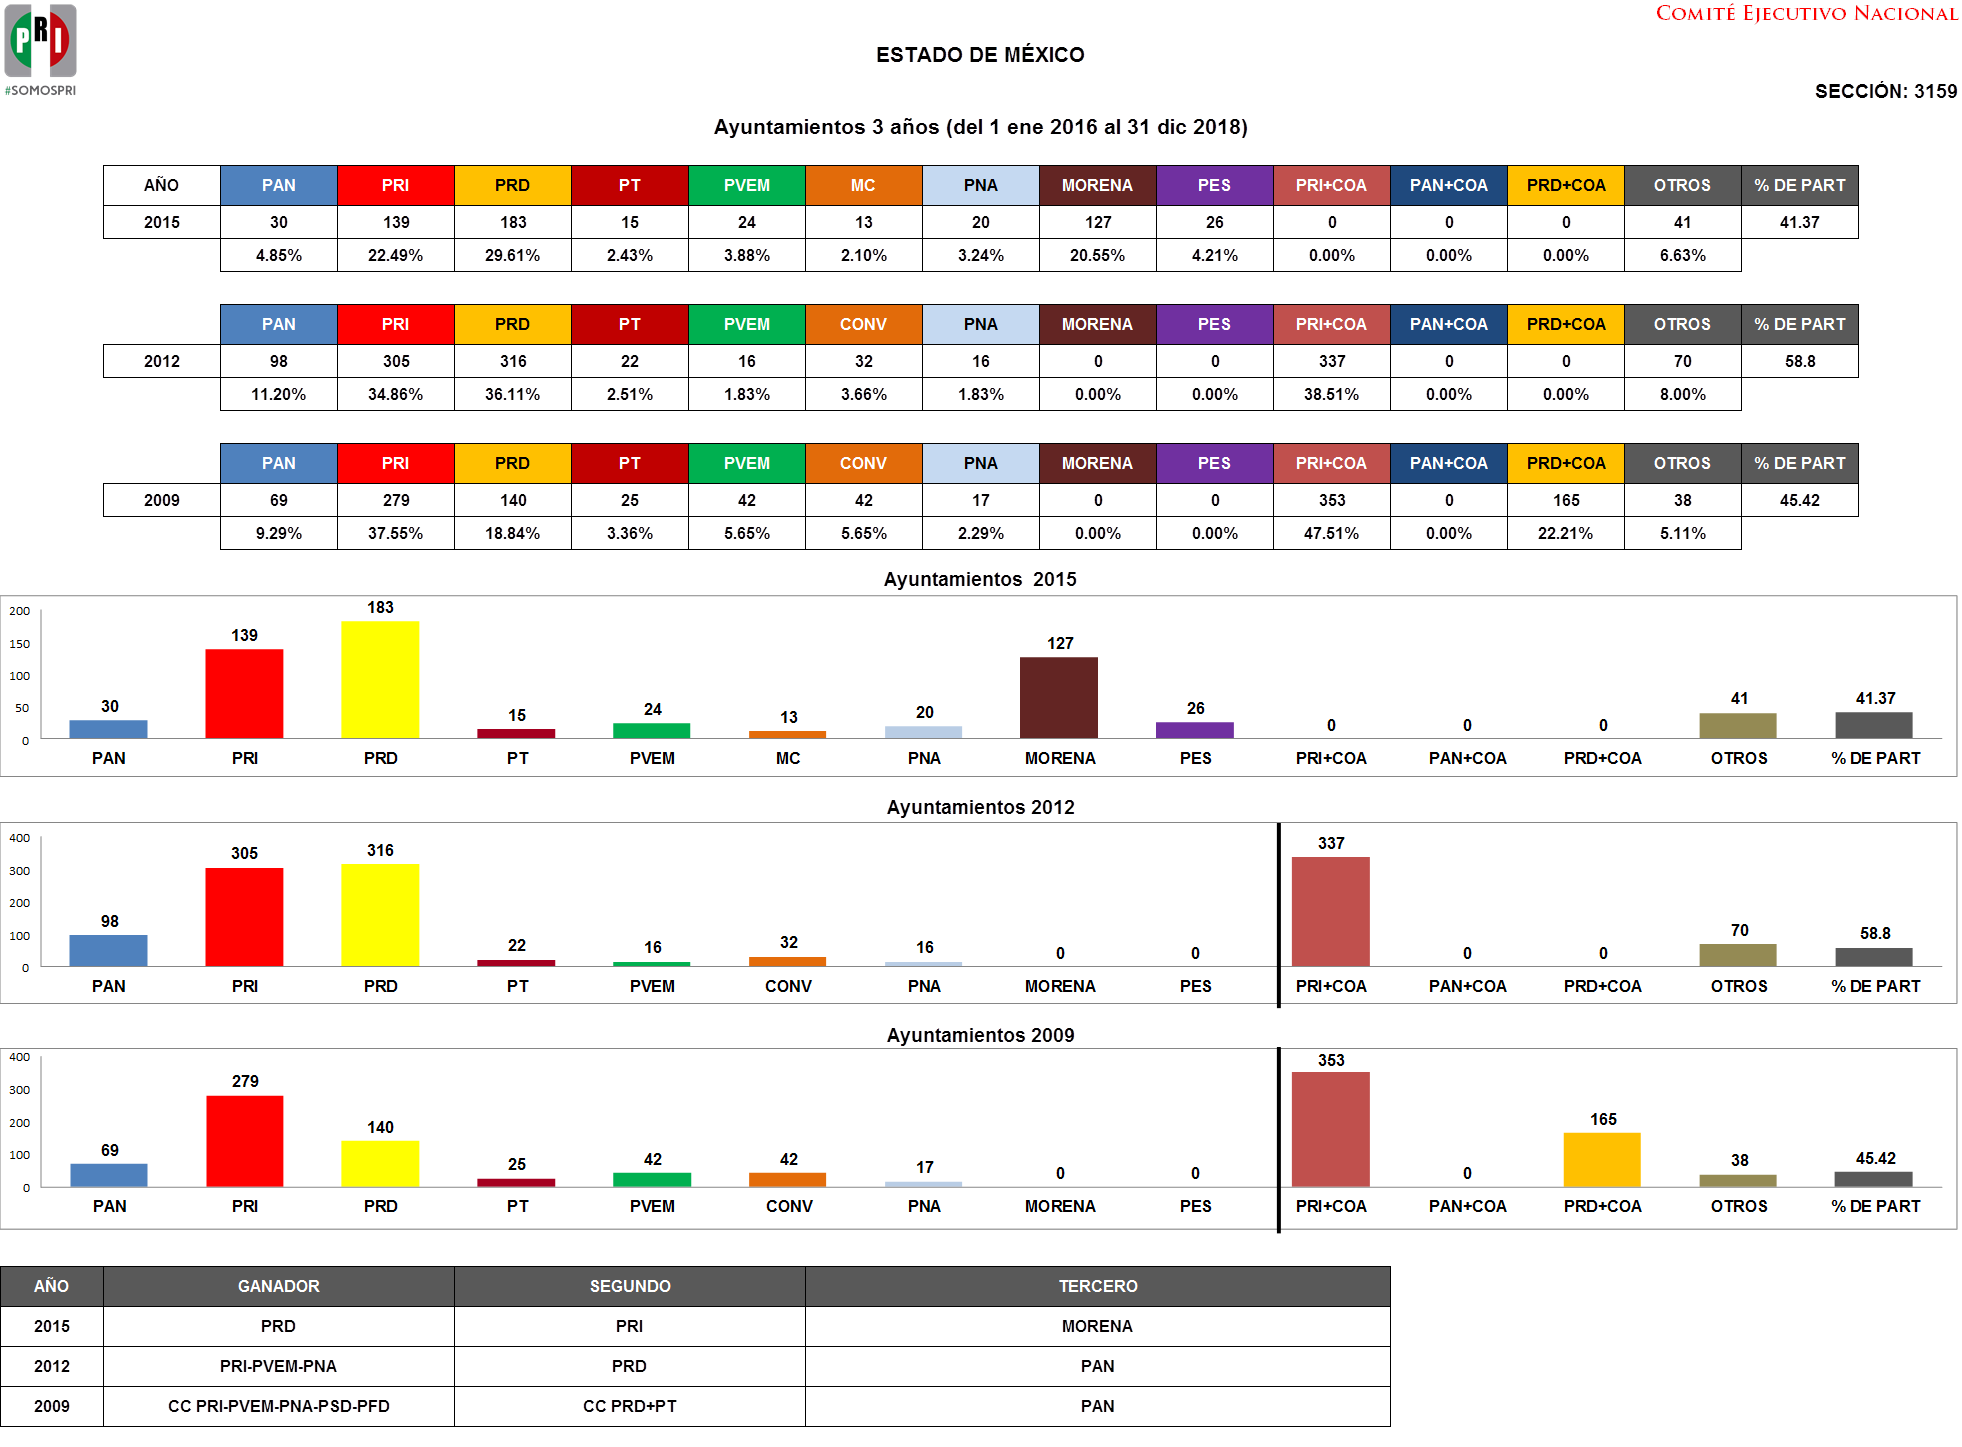 PRI
#SOMOSPRI
COMITÉ EJECUTIVO NACIONAL
ESTADO DE MÉXICO
SECCIÓN: 3159
Ayuntamientos 3 años (del 1 ene 2016 al 31 dic 2018)
AÑO PAN PRI PRD PT PVEM MC PNA MORENA PES PRI+COA PAN+COA PRD+COA OTROS % DE PART
2015 30 139 183 15 24 13 20 127 26 0 0 0 41 41.37
4.85% 22.49% 29.61% 2.43% 3.88% 2.10% 3.24% 20.55% 4.21% 0.00% 0.00% 0.00% 6.63%
PAN PRI PRD PT PVEM CONV PNA MORENA PES PRI+COA PAN+COA PRD+COA OTROS % DE PART
2012 98 305 316 22 16 32 16 0 0 337 0 0 70 58.8
11.20% 34.86% 36.11% 2.51% 1.83% 3.66% 1.83% 0.00% 0.00% 38.51% 0.00% 0.00% 8.00%
PAN PRI PRD PT PVEM CONV PNA MORENA PES PRI+COA PAN+COA PRD+COA OTROS % DE PART
2009 69 279 140 25 42 42 17 0 0 353 0 165 38 45.42
9.29% 37.55% 18.84% 3.36% 5.65% 5.65% 2.29% 0.00% 0.00% 47.51% 0.00% 22.21% 5.11%
Ayuntamientos 2015
200
150
100
50
0
30 139 183 15 24 13 20 127 26 0 0 0 41 41.37
PAN PRI PRD PT PVEM MC PNA MORENA PES PRI+COA PAN+COA PRD+COA OTROS % DE PART
Ayuntamientos 2012
400
300
200
100
0
98 305 316 22 16 32 16 0 0 337 0 0 70 58.8
PAN PRI PRD PT PVEM CONV PNA MORENA PES PRI+COA PAN+COA PRD+COA OTROS % DE PART
Ayuntamientos 2009
400
300
200
100
0
69 279 140 25 42 42 17 0 0 353 0 165 38 45.42
PAN PRI PRD PT PVEM CONV PNA MORENA PES PRI+COA PAN+COA PRD+COA OTROS % DE PART
AÑO GANADOR SEGUNDO TERCERO
2015 PRD PRI MORENA
2012 PRI-PVEM-PNA PRD PAN
2009 CC PRI-PVEM-PNA-PSD-PFD CC PRD+PT PAN